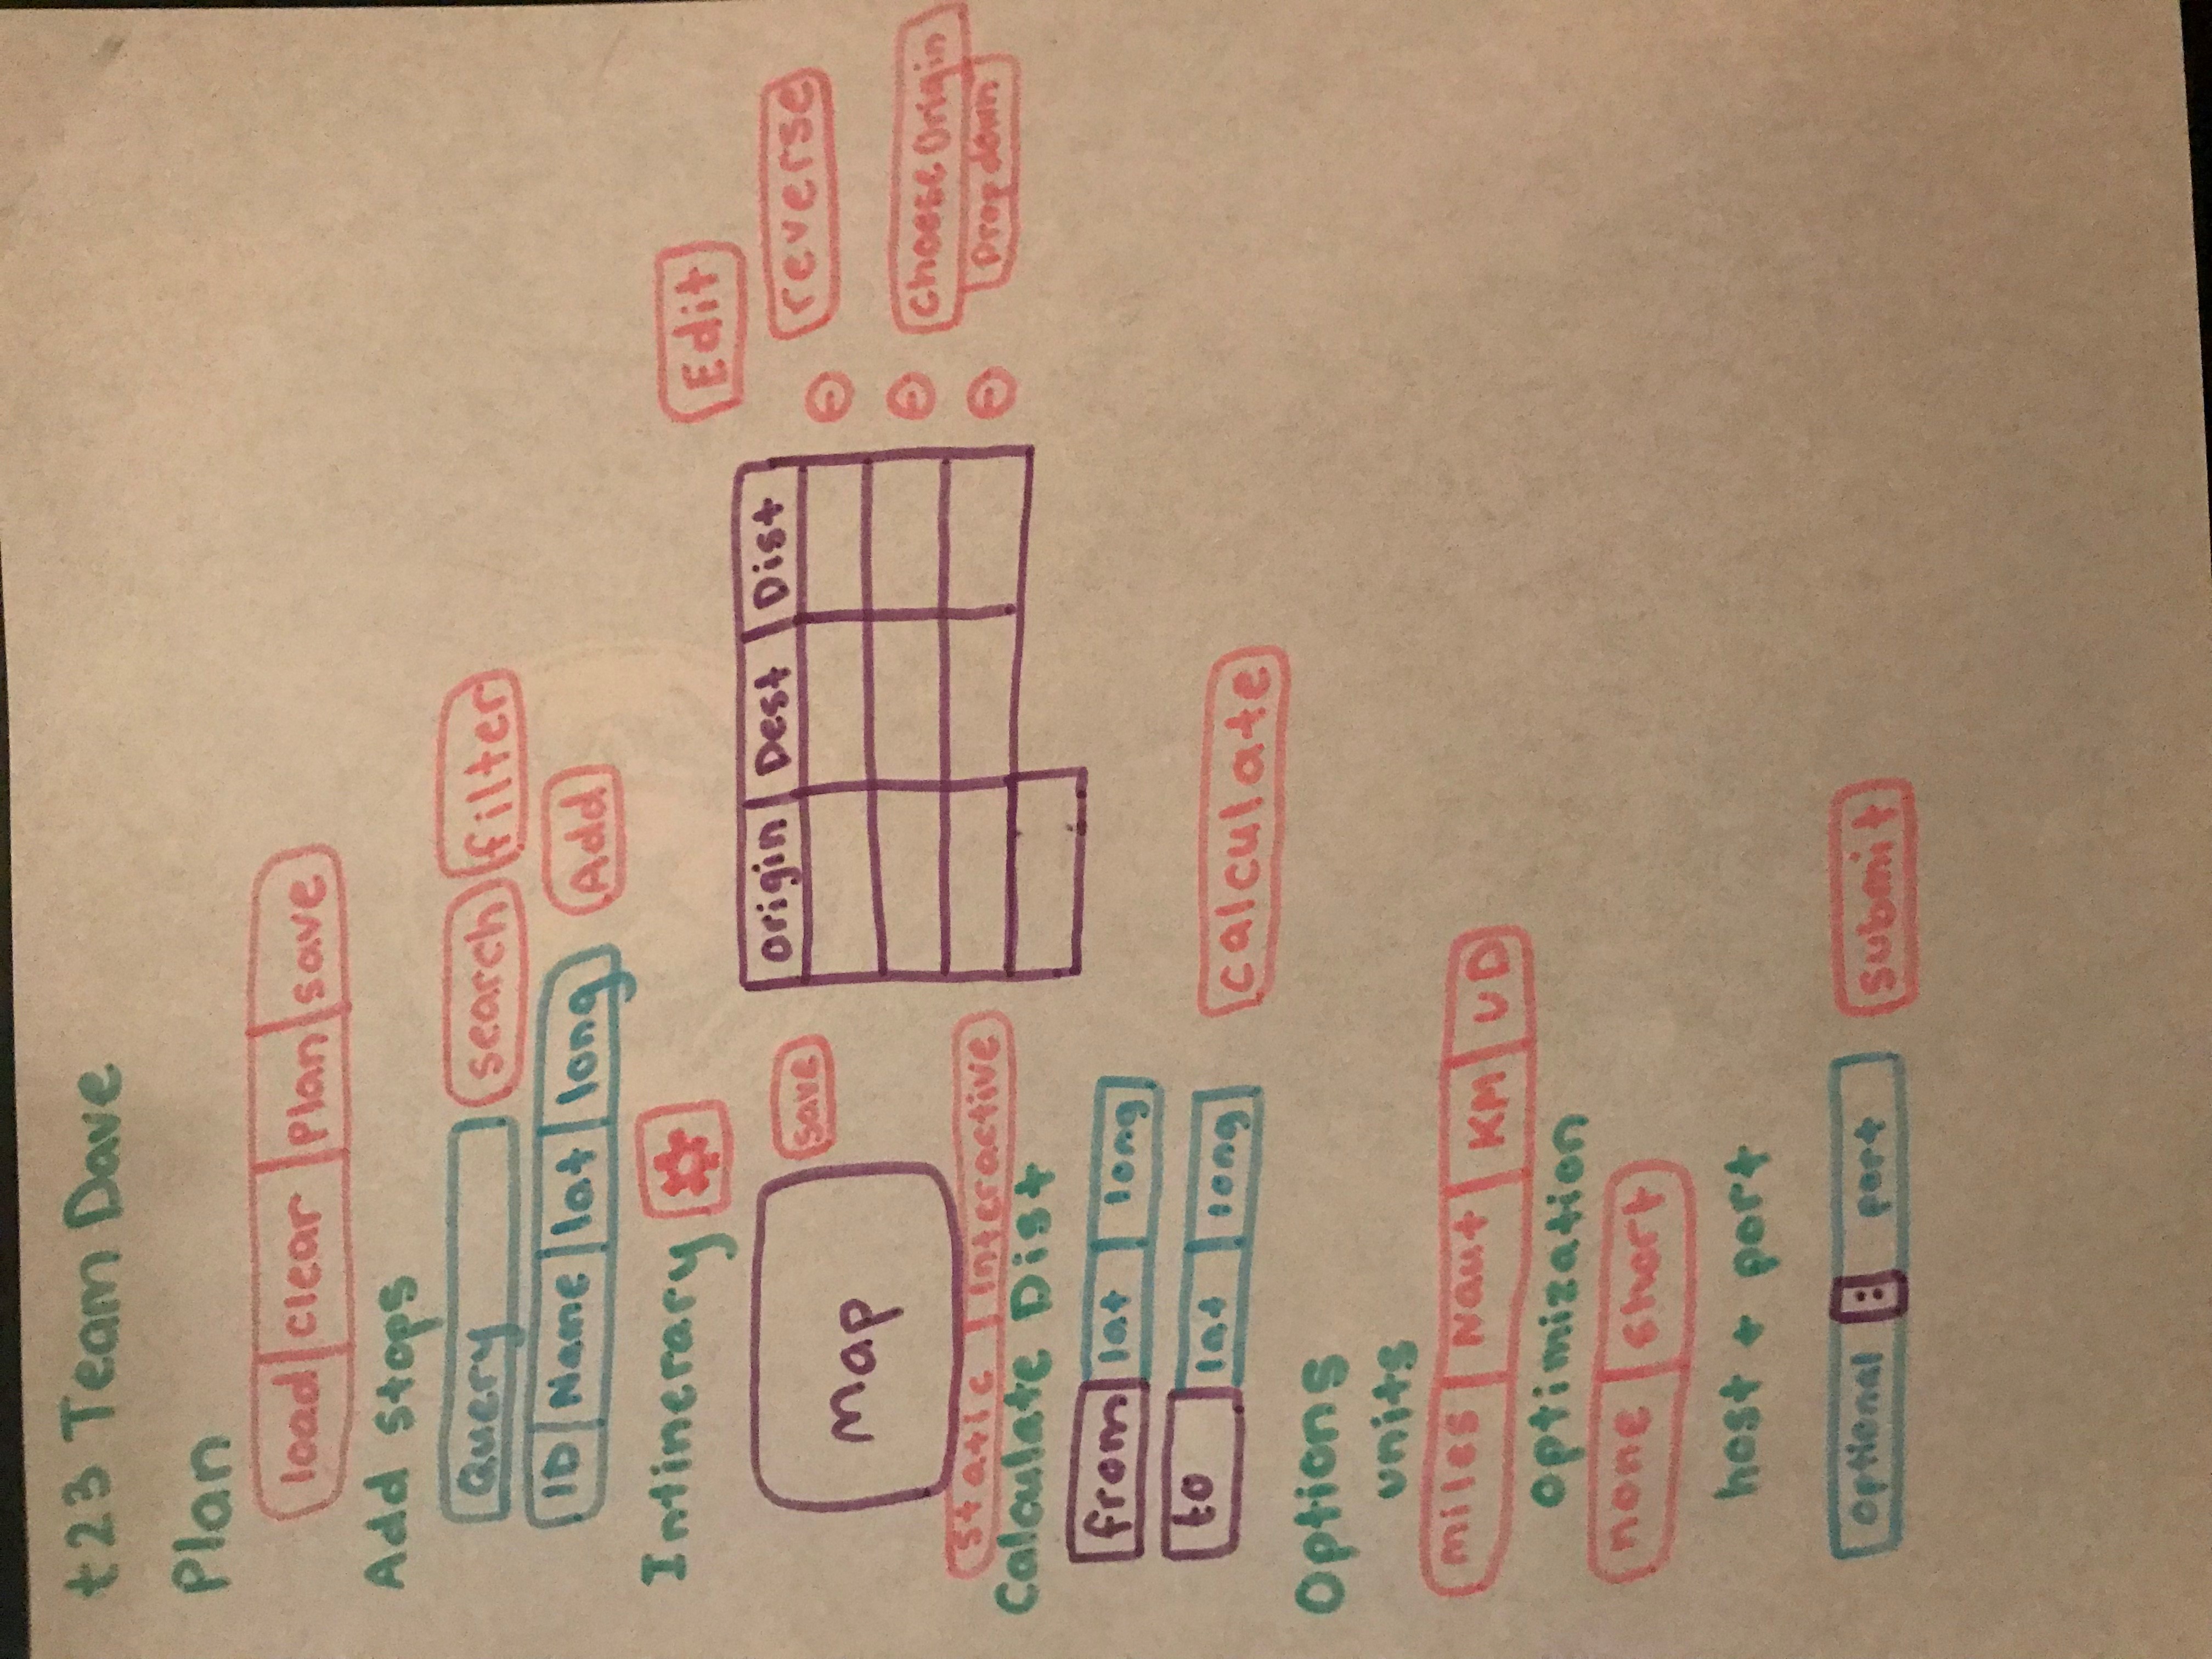 t23 Team Dave
Plan
load clear Plan save
Add stops
Query search filter
ID Name lat long Add
Intinerary Edit
Map save origin Dest Dist reverse
Choose Origin
Drop down
static Interactive
Calculate Dist
from lat long
to lat long calculate
Options
units
miles Naut KM UD
optimization
none short
host + port
optional : port submit